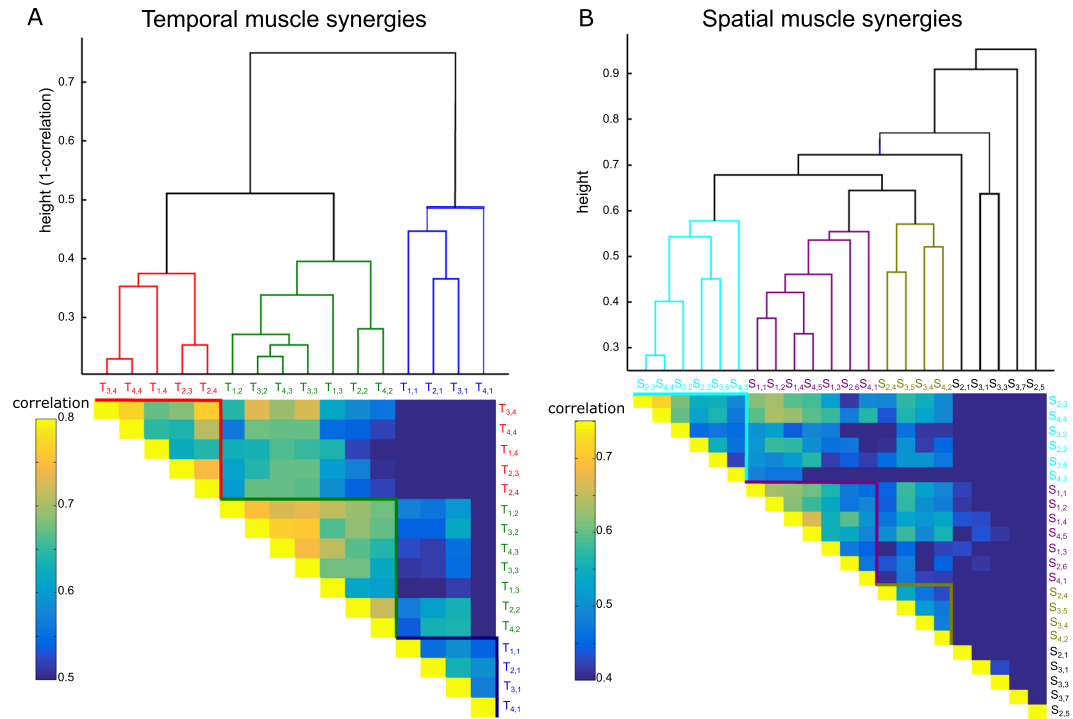 A
Temporal muscle synergies
0.7
0.6
0.5
0.4
0.3
height (1-correlation)
T3,4 T4,4 T1,4 T2,3 T2,4 T1,2 T3,2 T4,3 T3,3 T1,3 T2,2 T4,2 T1,1 T2,1 T3,1 T4,1
correlation
0.8
0.7
0.6
0.5
T3,4
T4,4
T1,4
T2,3
T2,4
T1,2
T3,2
T4,3
T3,3
T1,3
T2,2
T4,2
T1,1
T2,1
T3,1
T4,1
B
Spatial muscle synergies
0.9
0.8
0.7
0.6
0.5
0.4
0.3
height
S2,3 S4,4 S3,2 S2,2 S3,6 S4,3 S1,1 S1,2 S1,4 S4,5 S1,3 S2,6 S4,1 S2,4 S3,5 S3,4 S4,2 S2,1 S3,1 S3,3 S3,7 S2,5
correlation
0.7
0.6
0.5
0.4
S2,3
S4,4
S3,2
S2,2
S3,6
S4,3
S1,1
S1,2
S1,4
S4,5
S1,3
S2,6
S4,1
S2,4
S3,5
S3,4
S4,2
S2,1
S3,1
S3,3
S3,7
S2,5